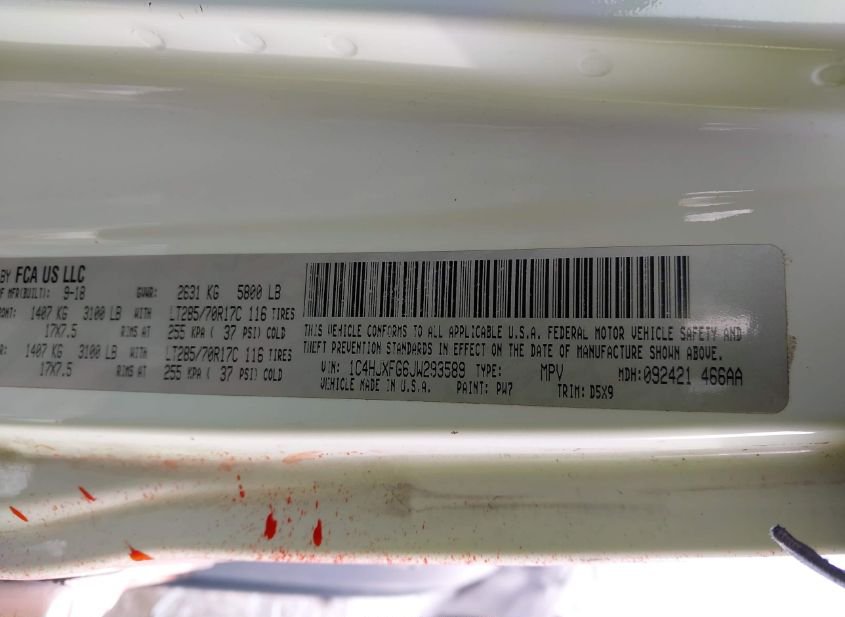 BY FCA US LLC
OF MFR(BUILT): 9-18 GVWR: 2631 KG 5800 LB
FRONT: 1407 KG 3100 LB WITH LT285/70R17C 116 TIRES
17X7.5 RIMS AT 255 KPA ( 37 PSI) COLD
R: 1407 KG 3100 LB WITH LT285/70R17C 116 TIRES
17X7.5 RIMS AT 255 KPA ( 37 PSI) COLD
THIS VEHICLE CONFORMS TO ALL APPLICABLE U.S.A. FEDERAL MOTOR VEHICLE SAFETY AND
THEFT PREVENTION STANDARDS IN EFFECT ON THE DATE OF MANUFACTURE SHOWN ABOVE.
VIN: 1C4HJXFG6JW293589 TYPE: MPV MDH: 092421 466AA
VEHICLE MADE IN U.S.A. PAINT: PW7 TRIM: D5X9